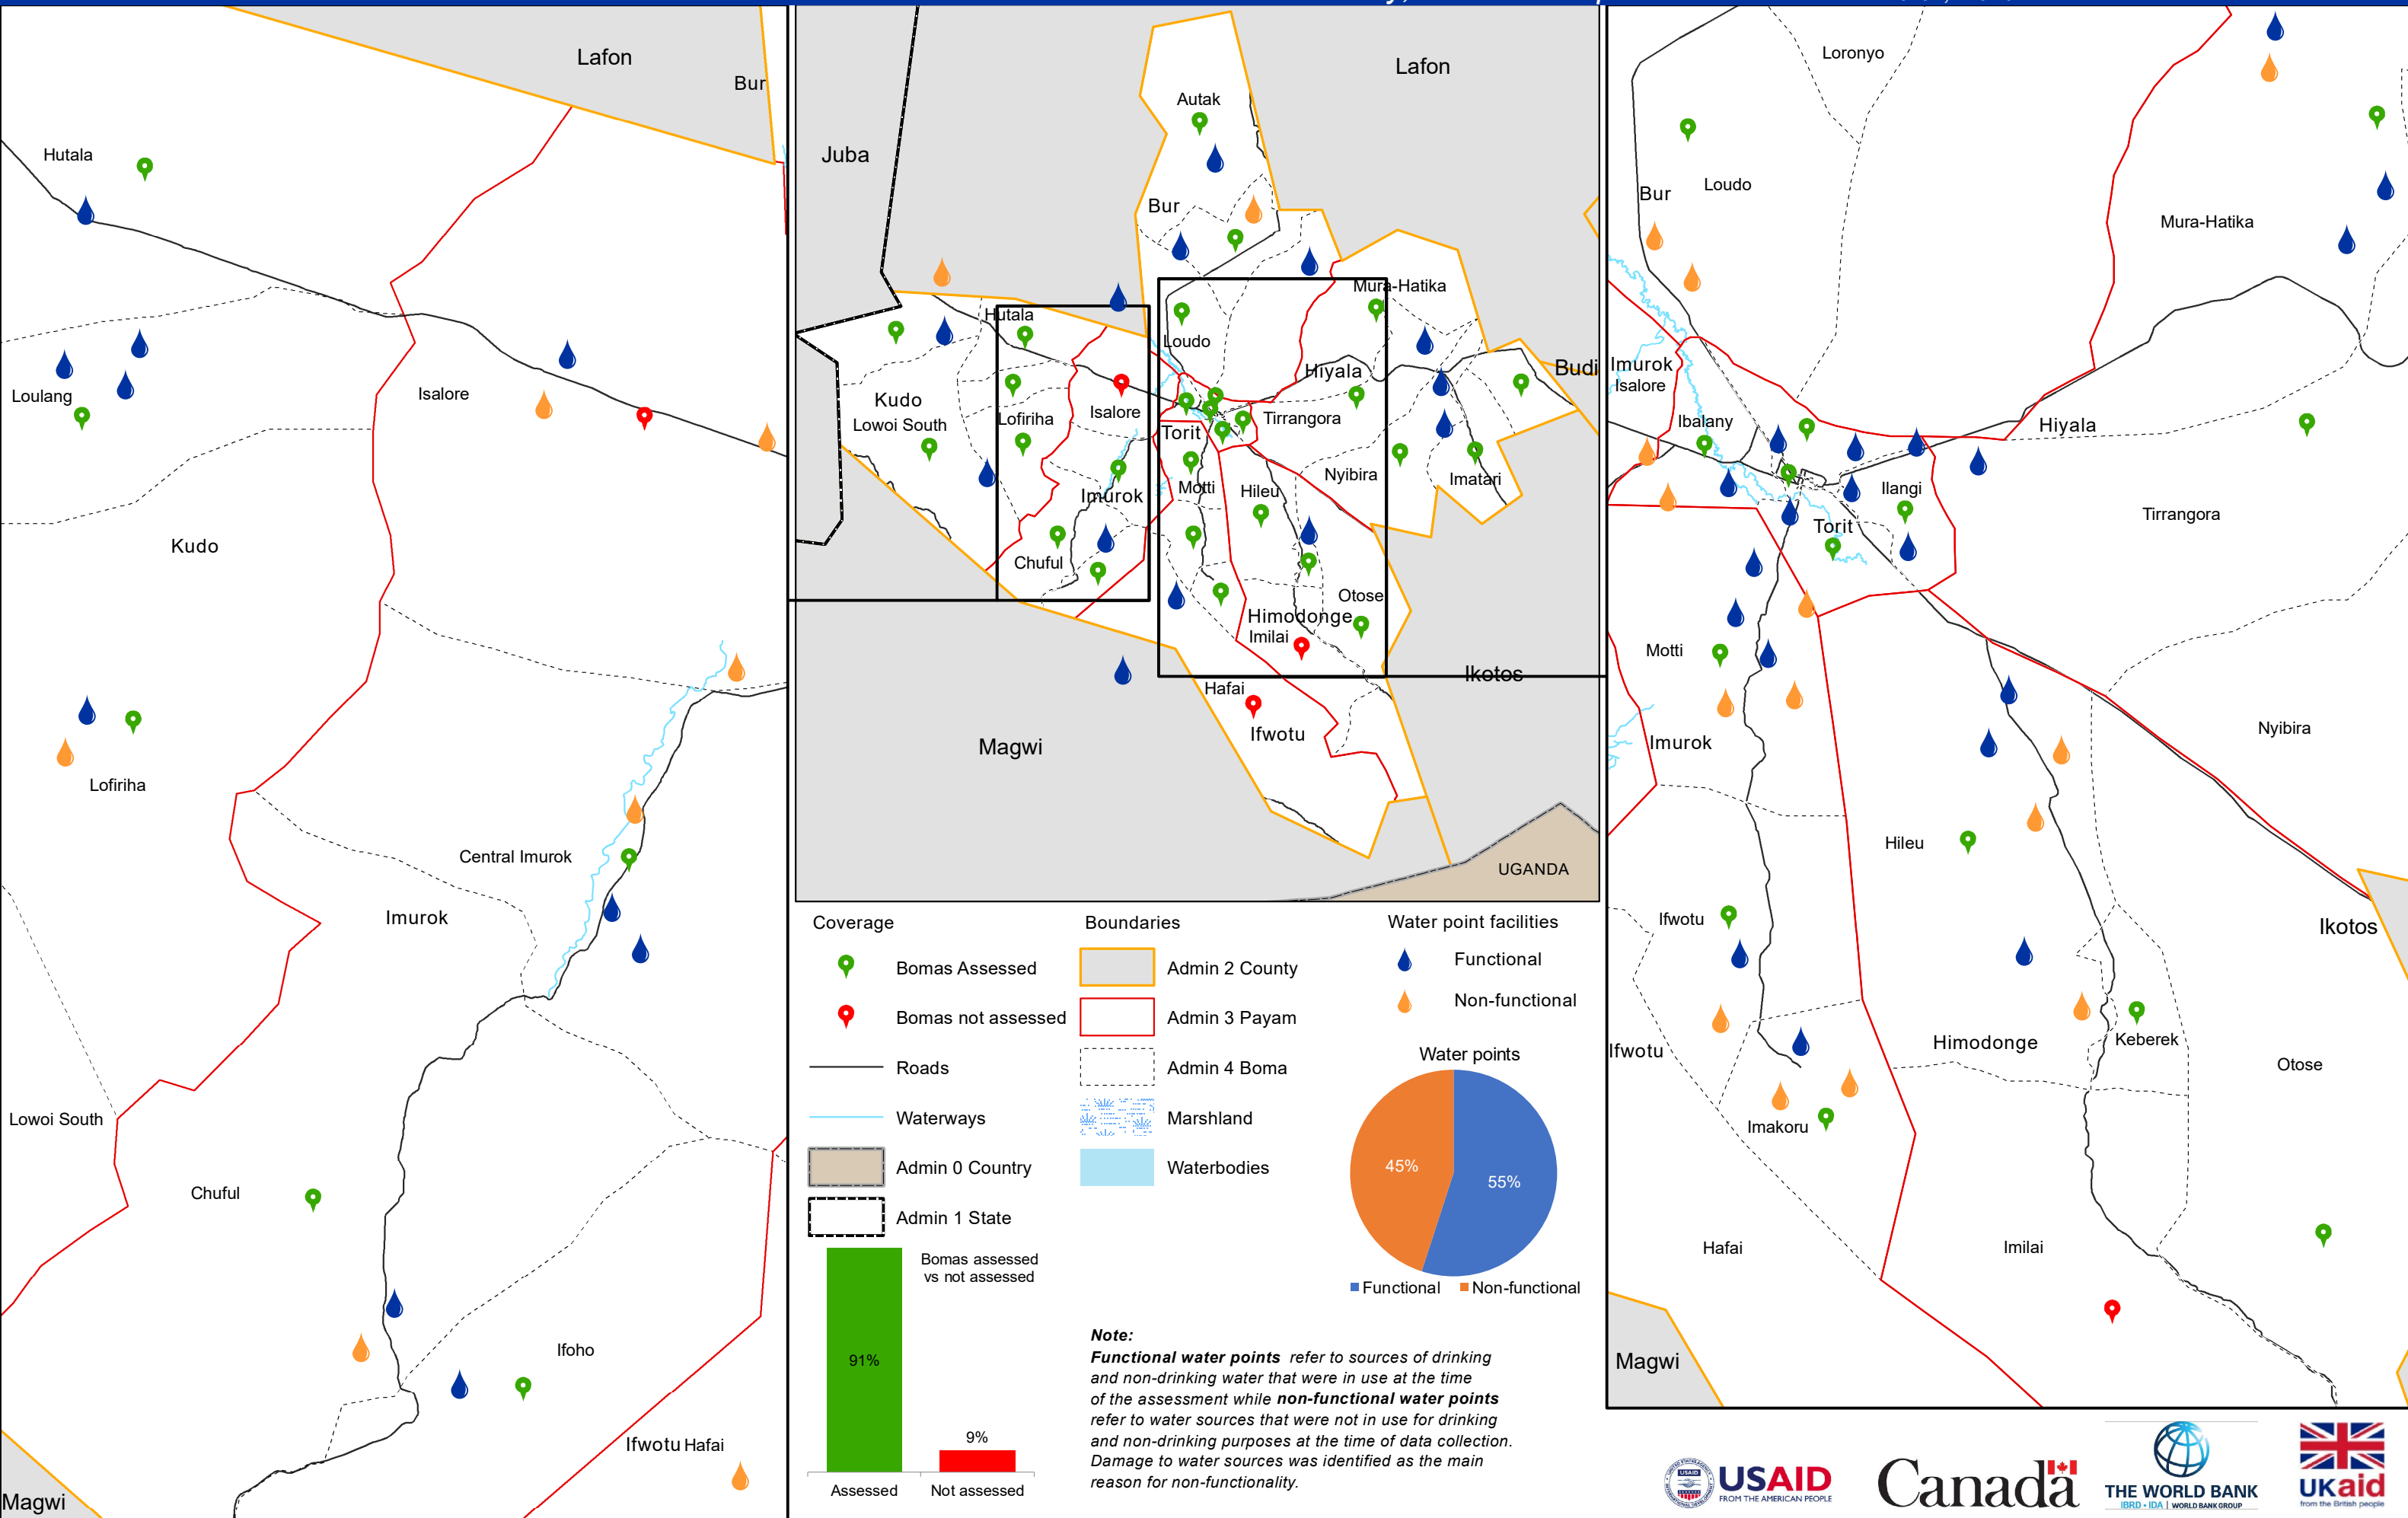 Lafon
Bur
Hutala
Loulang
Isalore
Kudo
Lofiriha
Central Imurok
Imurok
Lowoi South
Chuful
Ifoho
Ifwotu Hafai
Magwi
Lafon
Autak
Juba
Bur
Mura-Hatika
Hutala
Loudo
Budi
Hiyala
Kudo
Lowoi South
Lofiriha
Isalore
Tirrangora
Torit
Nyibira
Imatari
Motti
Hileu
Imurok
Chuful
Otose
Himodonge
Imilai
Ikotos
Hafai
Ifwotu
Magwi
UGANDA
Loronyo
Bur
Loudo
Mura-Hatika
Imurok
Isalore
Ibalany
Hiyala
Ilangi
Tirrangora
Torit
Motti
Imurok
Nyibira
Hileu
Ifwotu
Ikotos
Ifwotu
Himodonge
Keberek
Otose
Imakoru
Hafai
Imilai
Magwi
Coverage
Bomas Assessed
Bomas not assessed
Roads
Waterways
Admin 0 Country
Admin 1 State
Boundaries
Admin 2 County
Admin 3 Payam
Admin 4 Boma
Marshland
Waterbodies
Water point facilities
Functional
Non-functional
Water points
45%
55%
Functional Non-functional
Bomas assessed
vs not assessed
91%
9%
Assessed Not assessed
Note:
Functional water points refer to sources of drinking
and non-drinking water that were in use at the time
of the assessment while non-functional water points
refer to water sources that were not in use for drinking
and non-drinking purposes at the time of data collection.
Damage to water sources was identified as the main
reason for non-functionality.
USAID
USAID
FROM THE AMERICAN PEOPLE
Canada
THE WORLD BANK
IBRD • IDA | WORLD BANK GROUP
UKaid
from the British people